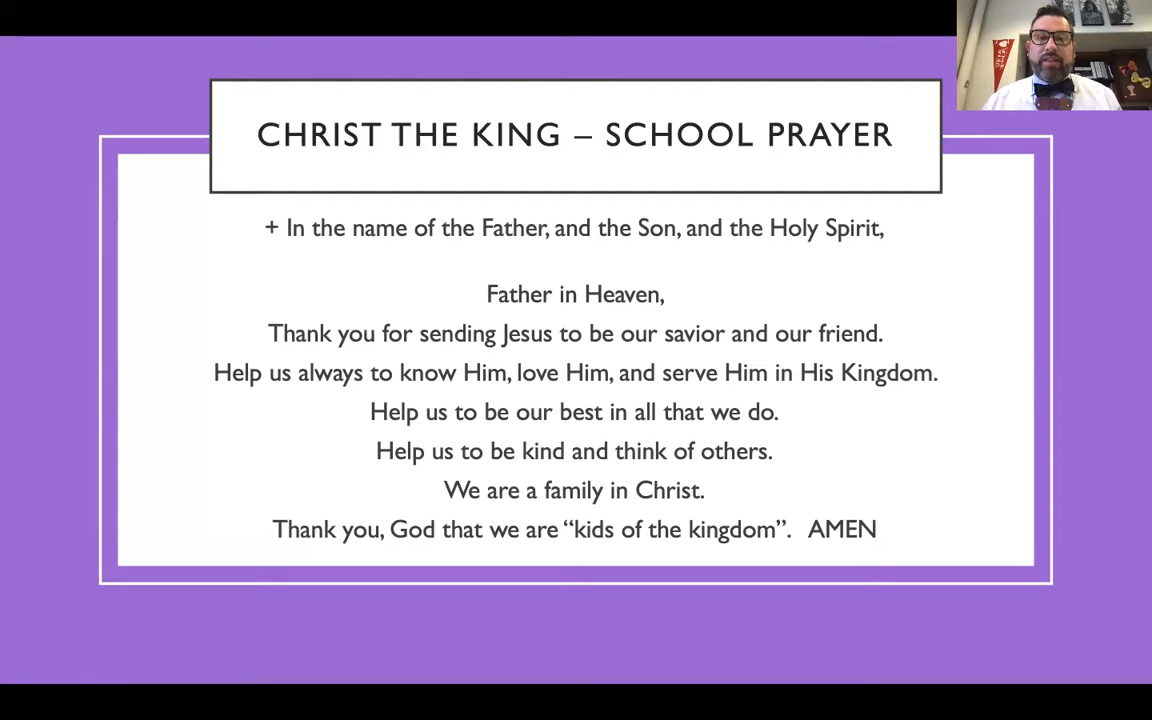 CHRIST THE KING – SCHOOL PRAYER
+ In the name of the Father, and the Son, and the Holy Spirit,
Father in Heaven,
Thank you for sending Jesus to be our savior and our friend.
Help us always to know Him, love Him, and serve Him in His Kingdom.
Help us to be our best in all that we do.
Help us to be kind and think of others.
We are a family in Christ.
Thank you, God that we are “kids of the kingdom”. AMEN